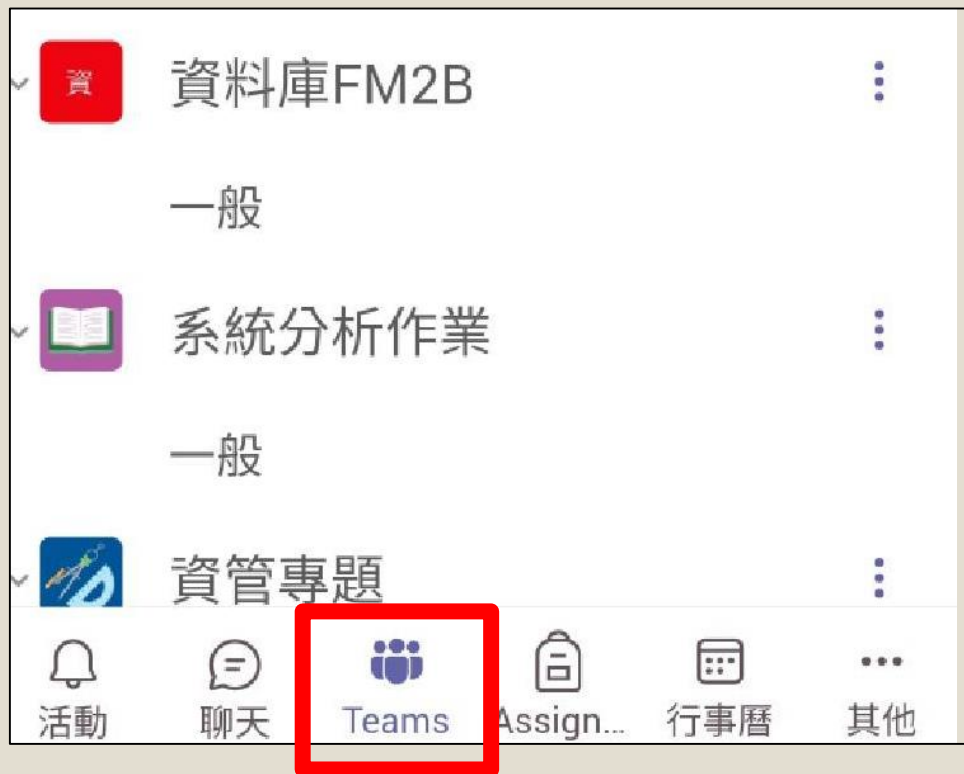 資 資料庫FM2B
一般
系統分析作業
一般
資管專題
活動 聊天 Teams Assign... 行事曆 其他